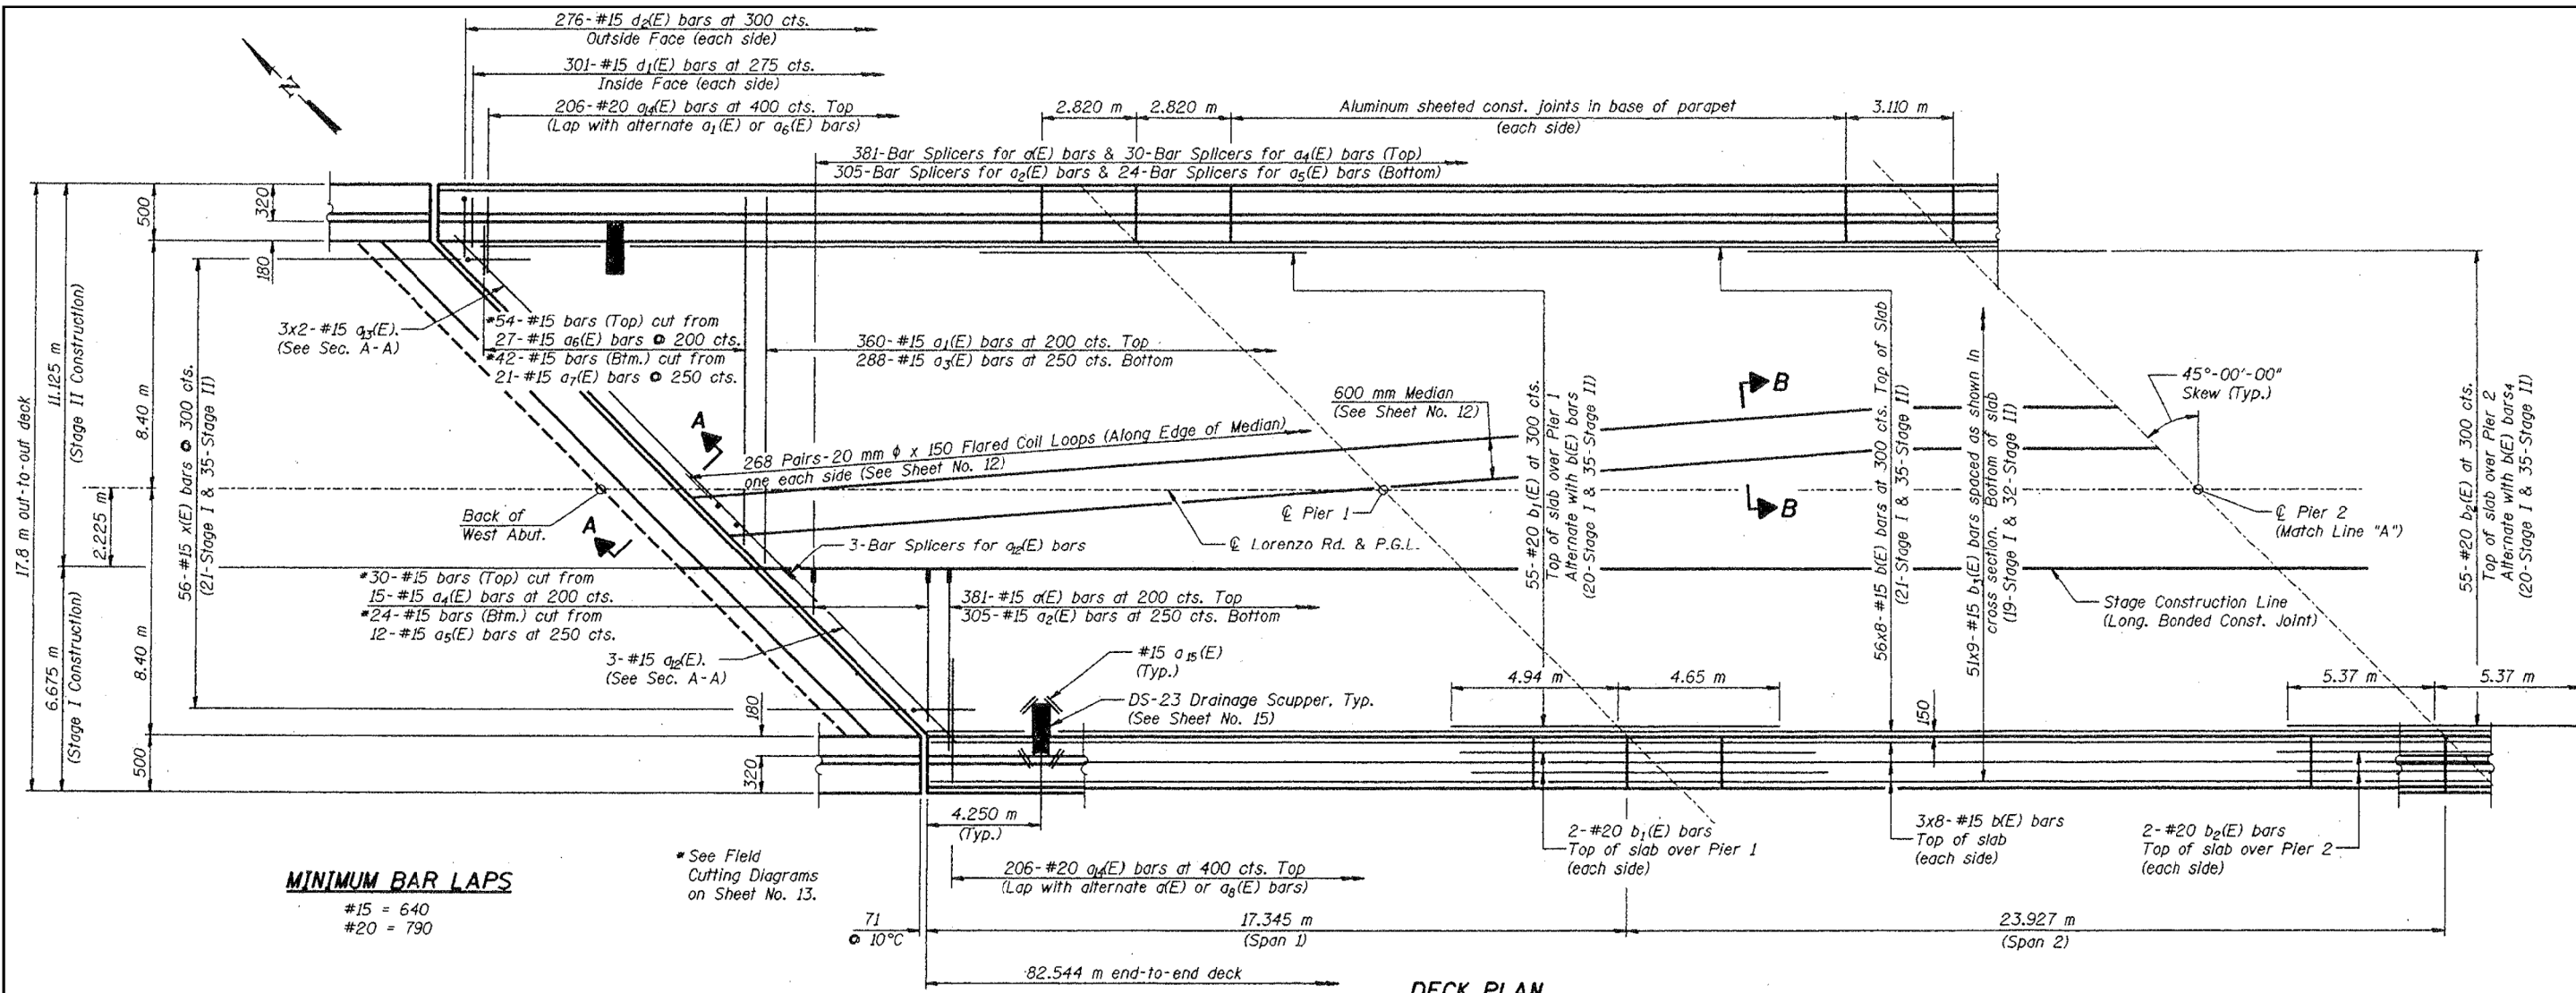 276-#15 d2(E) bars at 300 cts.
Outside Face (each side)
301-#15 d1(E) bars at 275 cts.
Inside Face (each side)
206-#20 a14(E) bars at 400 cts. Top
(Lap with alternate a1(E) or a6(E) bars)
N
2.820 m
2.820 m
Aluminum sheeted const. joints in base of parapet
(each side)
3.110 m
381-Bar Splicers for a(E) bars & 30-Bar Splicers for a4(E) bars (Top)
305-Bar Splicers for a2(E) bars & 24-Bar Splicers for a5(E) bars (Bottom)
17.8 m out-to-out deck
11.125 m
(Stage II Construction)
6.675 m
(Stage I Construction)
2.225 m
500
8.40 m
8.40 m
500
320
180
56-#15 x(E) bars @ 300 cts.
(21-Stage I & 35-Stage II)
3x2-#15 a13(E).
(See Sec. A-A)
*54-#15 bars (Top) cut from
27-#15 a6(E) bars @ 200 cts.
*42-#15 bars (Btm.) cut from
21-#15 a7(E) bars @ 250 cts.
360-#15 a1(E) bars at 200 cts. Top
288-#15 a3(E) bars at 250 cts. Bottom
600 mm Median
(See Sheet No. 12)
A
A
B
B
268 Pairs-20 mm ϕ x 150 Flared Coil Loops (Along Edge of Median)
one each side (See Sheet No. 12)
Back of
West Abut.
3-Bar Splicers for a12(E) bars
℄ Pier 1
℄ Lorenzo Rd. & P.G.L.
55-#20 b1(E) at 300 cts.
Top of slab over Pier 1
Alternate with b(E) bars
(20-Stage I & 35-Stage II)
56x8-#15 b(E) bars at 300 cts. Top of Slab
(21-Stage I & 35-Stage II)
51x9-#15 b3(E) bars spaced as shown in
cross section. Bottom of slab
(19-Stage I & 32-Stage II)
45°-00'-00"
Skew (Typ.)
℄ Pier 2
(Match Line "A")
55-#20 b2(E) at 300 cts.
Top of slab over Pier 2
Alternate with b(E) bars4
(20-Stage I & 35-Stage II)
*30-#15 bars (Top) cut from
15-#15 a4(E) bars at 200 cts.
*24-#15 bars (Btm.) cut from
12-#15 a5(E) bars at 250 cts.
381-#15 a(E) bars at 200 cts. Top
305-#15 a2(E) bars at 250 cts. Bottom
Stage Construction Line
(Long. Bonded Const. Joint)
3-#15 a12(E).
(See Sec. A-A)
#15 a15(E)
(Typ.)
DS-23 Drainage Scupper, Typ.
(See Sheet No. 15)
4.94 m
4.65 m
5.37 m
5.37 m
150
180
320
4.250 m
(Typ.)
2-#20 b1(E) bars
Top of slab over Pier 1
(each side)
3x8-#15 b(E) bars
Top of slab
(each side)
2-#20 b2(E) bars
Top of slab over Pier 2
(each side)
MINIMUM BAR LAPS
#15 = 640
#20 = 790
* See Field
Cutting Diagrams
on Sheet No. 13.
206-#20 a14(E) bars at 400 cts. Top
(Lap with alternate a(E) or a8(E) bars)
71
@ 10°C
17.345 m
(Span 1)
23.927 m
(Span 2)
82.544 m end-to-end deck
DECK PLAN